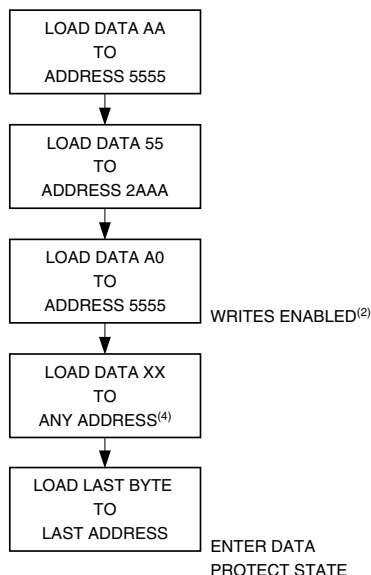 LOAD DATA AA
TO
ADDRESS 5555
LOAD DATA 55
TO
ADDRESS 2AAA
LOAD DATA A0
TO
ADDRESS 5555
WRITES ENABLED(2)
LOAD DATA XX
TO
ANY ADDRESS(4)
LOAD LAST BYTE
TO
LAST ADDRESS
ENTER DATA
PROTECT STATE